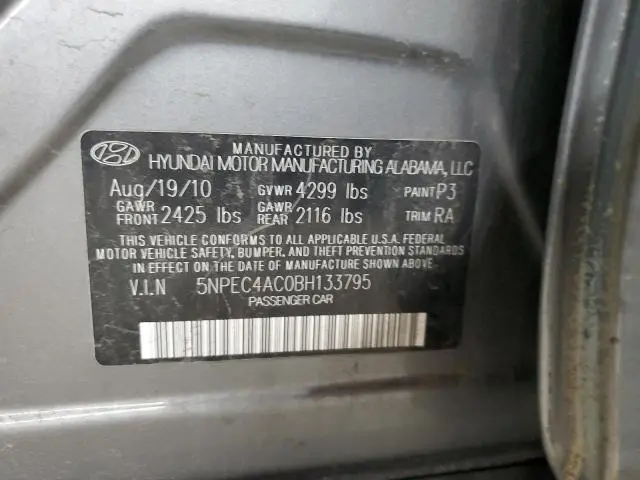 MANUFACTURED BY
HYUNDAI MOTOR MANUFACTURING ALABAMA, LLC
Aug/19/10 GVWR 4299 lbs PAINT P3
GAWR FRONT 2425 lbs GAWR REAR 2116 lbs TRIM RA
THIS VEHICLE CONFORMS TO ALL APPLICABLE U.S.A. FEDERAL
MOTOR VEHICLE SAFETY, BUMPER, AND THEFT PREVENTION STANDARDS
IN EFFECT ON THE DATE OF MANUFACTURE SHOWN ABOVE.
V.I.N 5NPEC4AC0BH133795
PASSENGER CAR